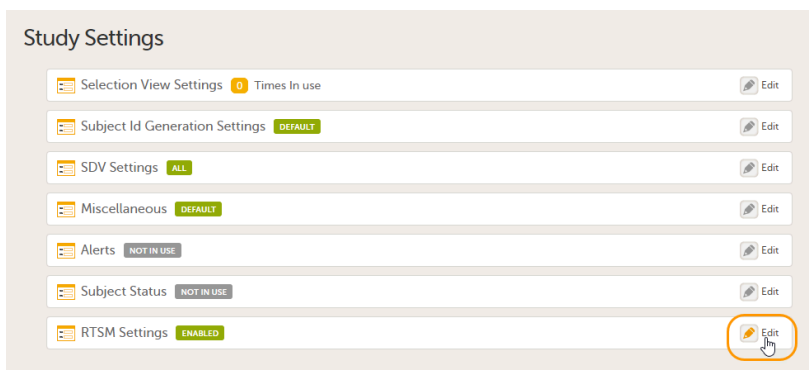 Study Settings
Selection View Settings 0 Times In use Edit
Subject Id Generation Settings DEFAULT Edit
SDV Settings ALL Edit
Miscellaneous DEFAULT Edit
Alerts NOT IN USE Edit
Subject Status NOT IN USE Edit
RTSM Settings ENABLED Edit